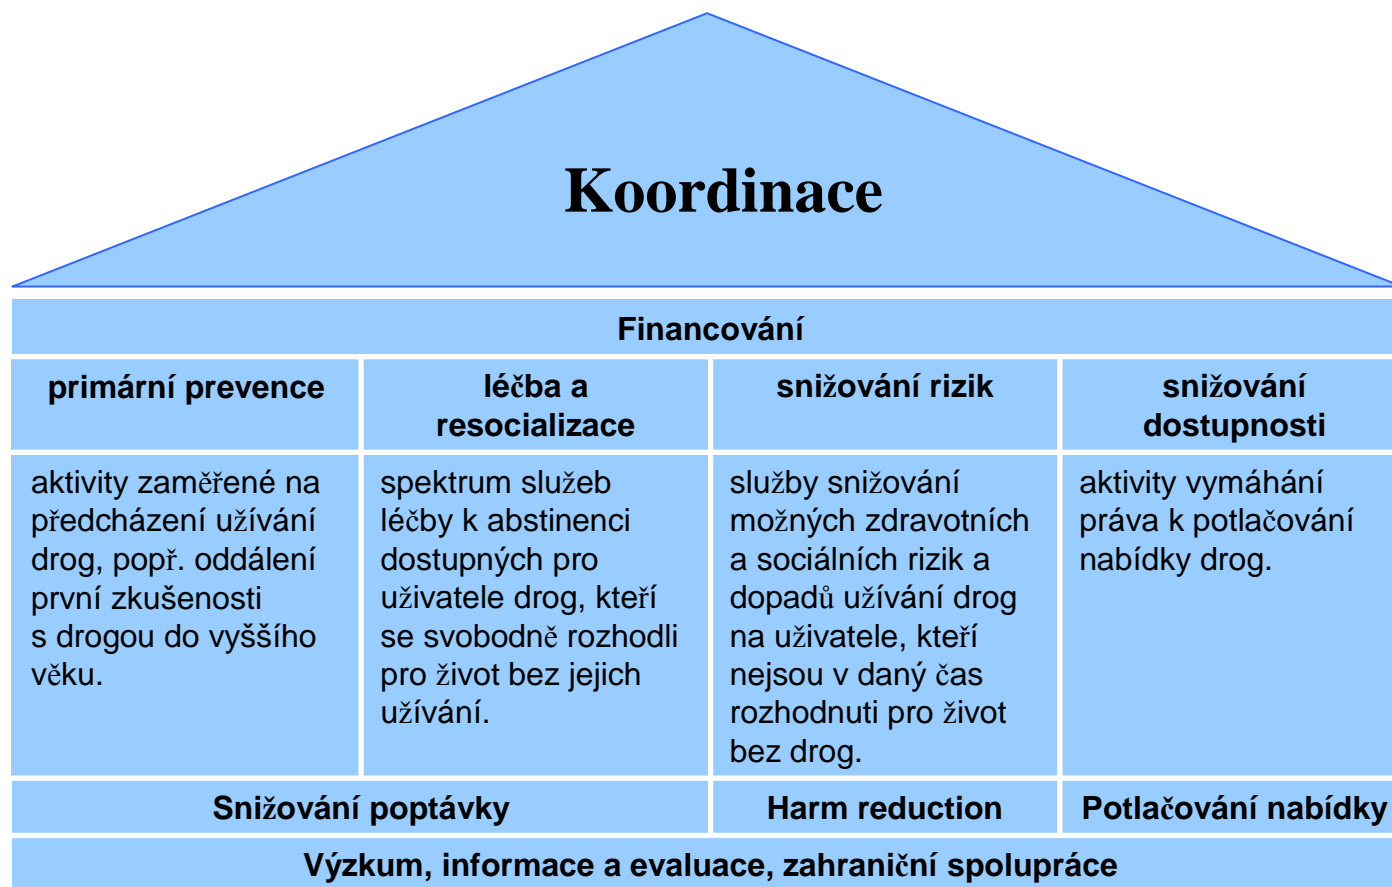 Koordinace
Financování
primární prevence
léčba a
resocializace
snižování rizik
snižování
dostupnosti
aktivity zaměřené na
předcházení užívání
drog, popř. oddálení
první zkušenosti
s drogou do vyššího
věku.
spektrum služeb
léčby k abstinenci
dostupných pro
uživatele drog, kteří
se svobodně rozhodli
pro život bez jejich
užívání.
služby snižování
možných zdravotních
a sociálních rizik a
dopadů užívání drog
na uživatele, kteří
nejsou v daný čas
rozhodnuti pro život
bez drog.
aktivity vymáhání
práva k potlačování
nabídky drog.
Snižování poptávky
Harm reduction
Potlačování nabídky
Výzkum, informace a evaluace, zahraniční spolupráce